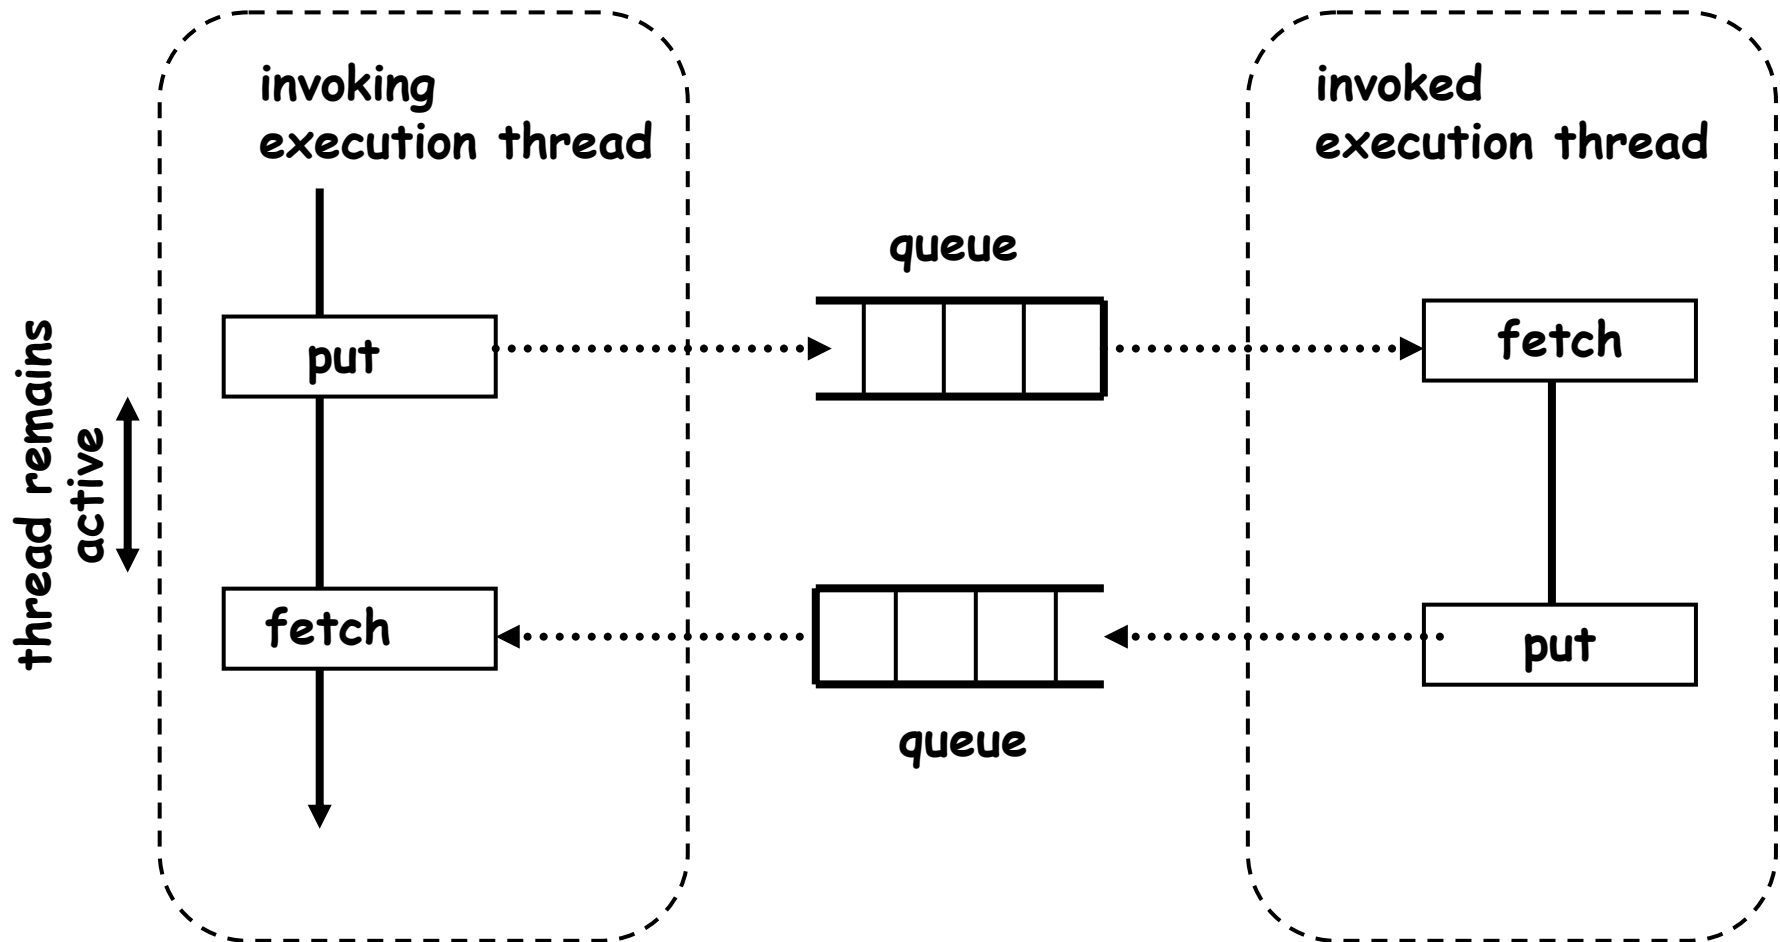 invoking
execution thread
invoked
execution thread
queue
put
fetch
thread remains
active
fetch
put
queue